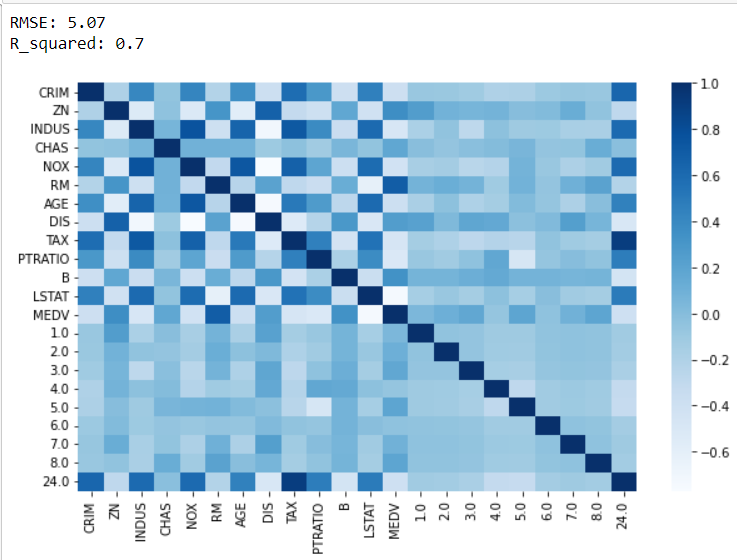 RMSE: 5.07
R_squared: 0.7
CRIM
ZN
INDUS
CHAS
NOX
RM
AGE
DIS
TAX
PTRATIO
B
LSTAT
MEDV
1.0
2.0
3.0
4.0
5.0
6.0
7.0
8.0
24.0
CRIM ZN INDUS CHAS NOX RM AGE DIS TAX PTRATIO B LSTAT MEDV 1.0 2.0 3.0 4.0 5.0 6.0 7.0 8.0 24.0
1.0
0.8
0.6
0.4
0.2
0.0
−0.2
−0.4
−0.6